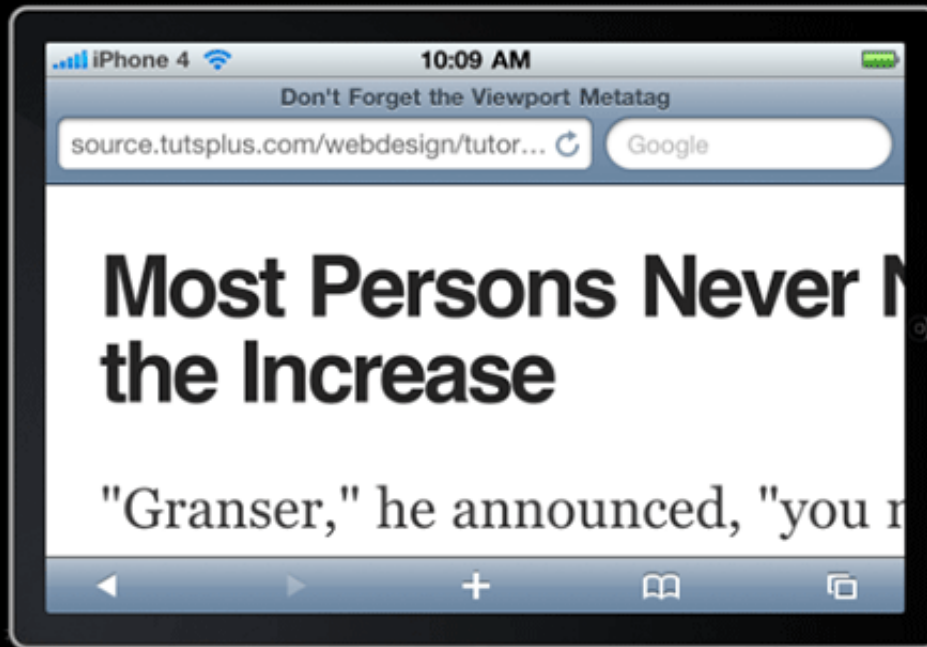 iPhone 4 10:09 AM
Don't Forget the Viewport Metatag
source.tutsplus.com/webdesign/tutor... Google
Most Persons Never
the Increase
"Granser," he announced, "you